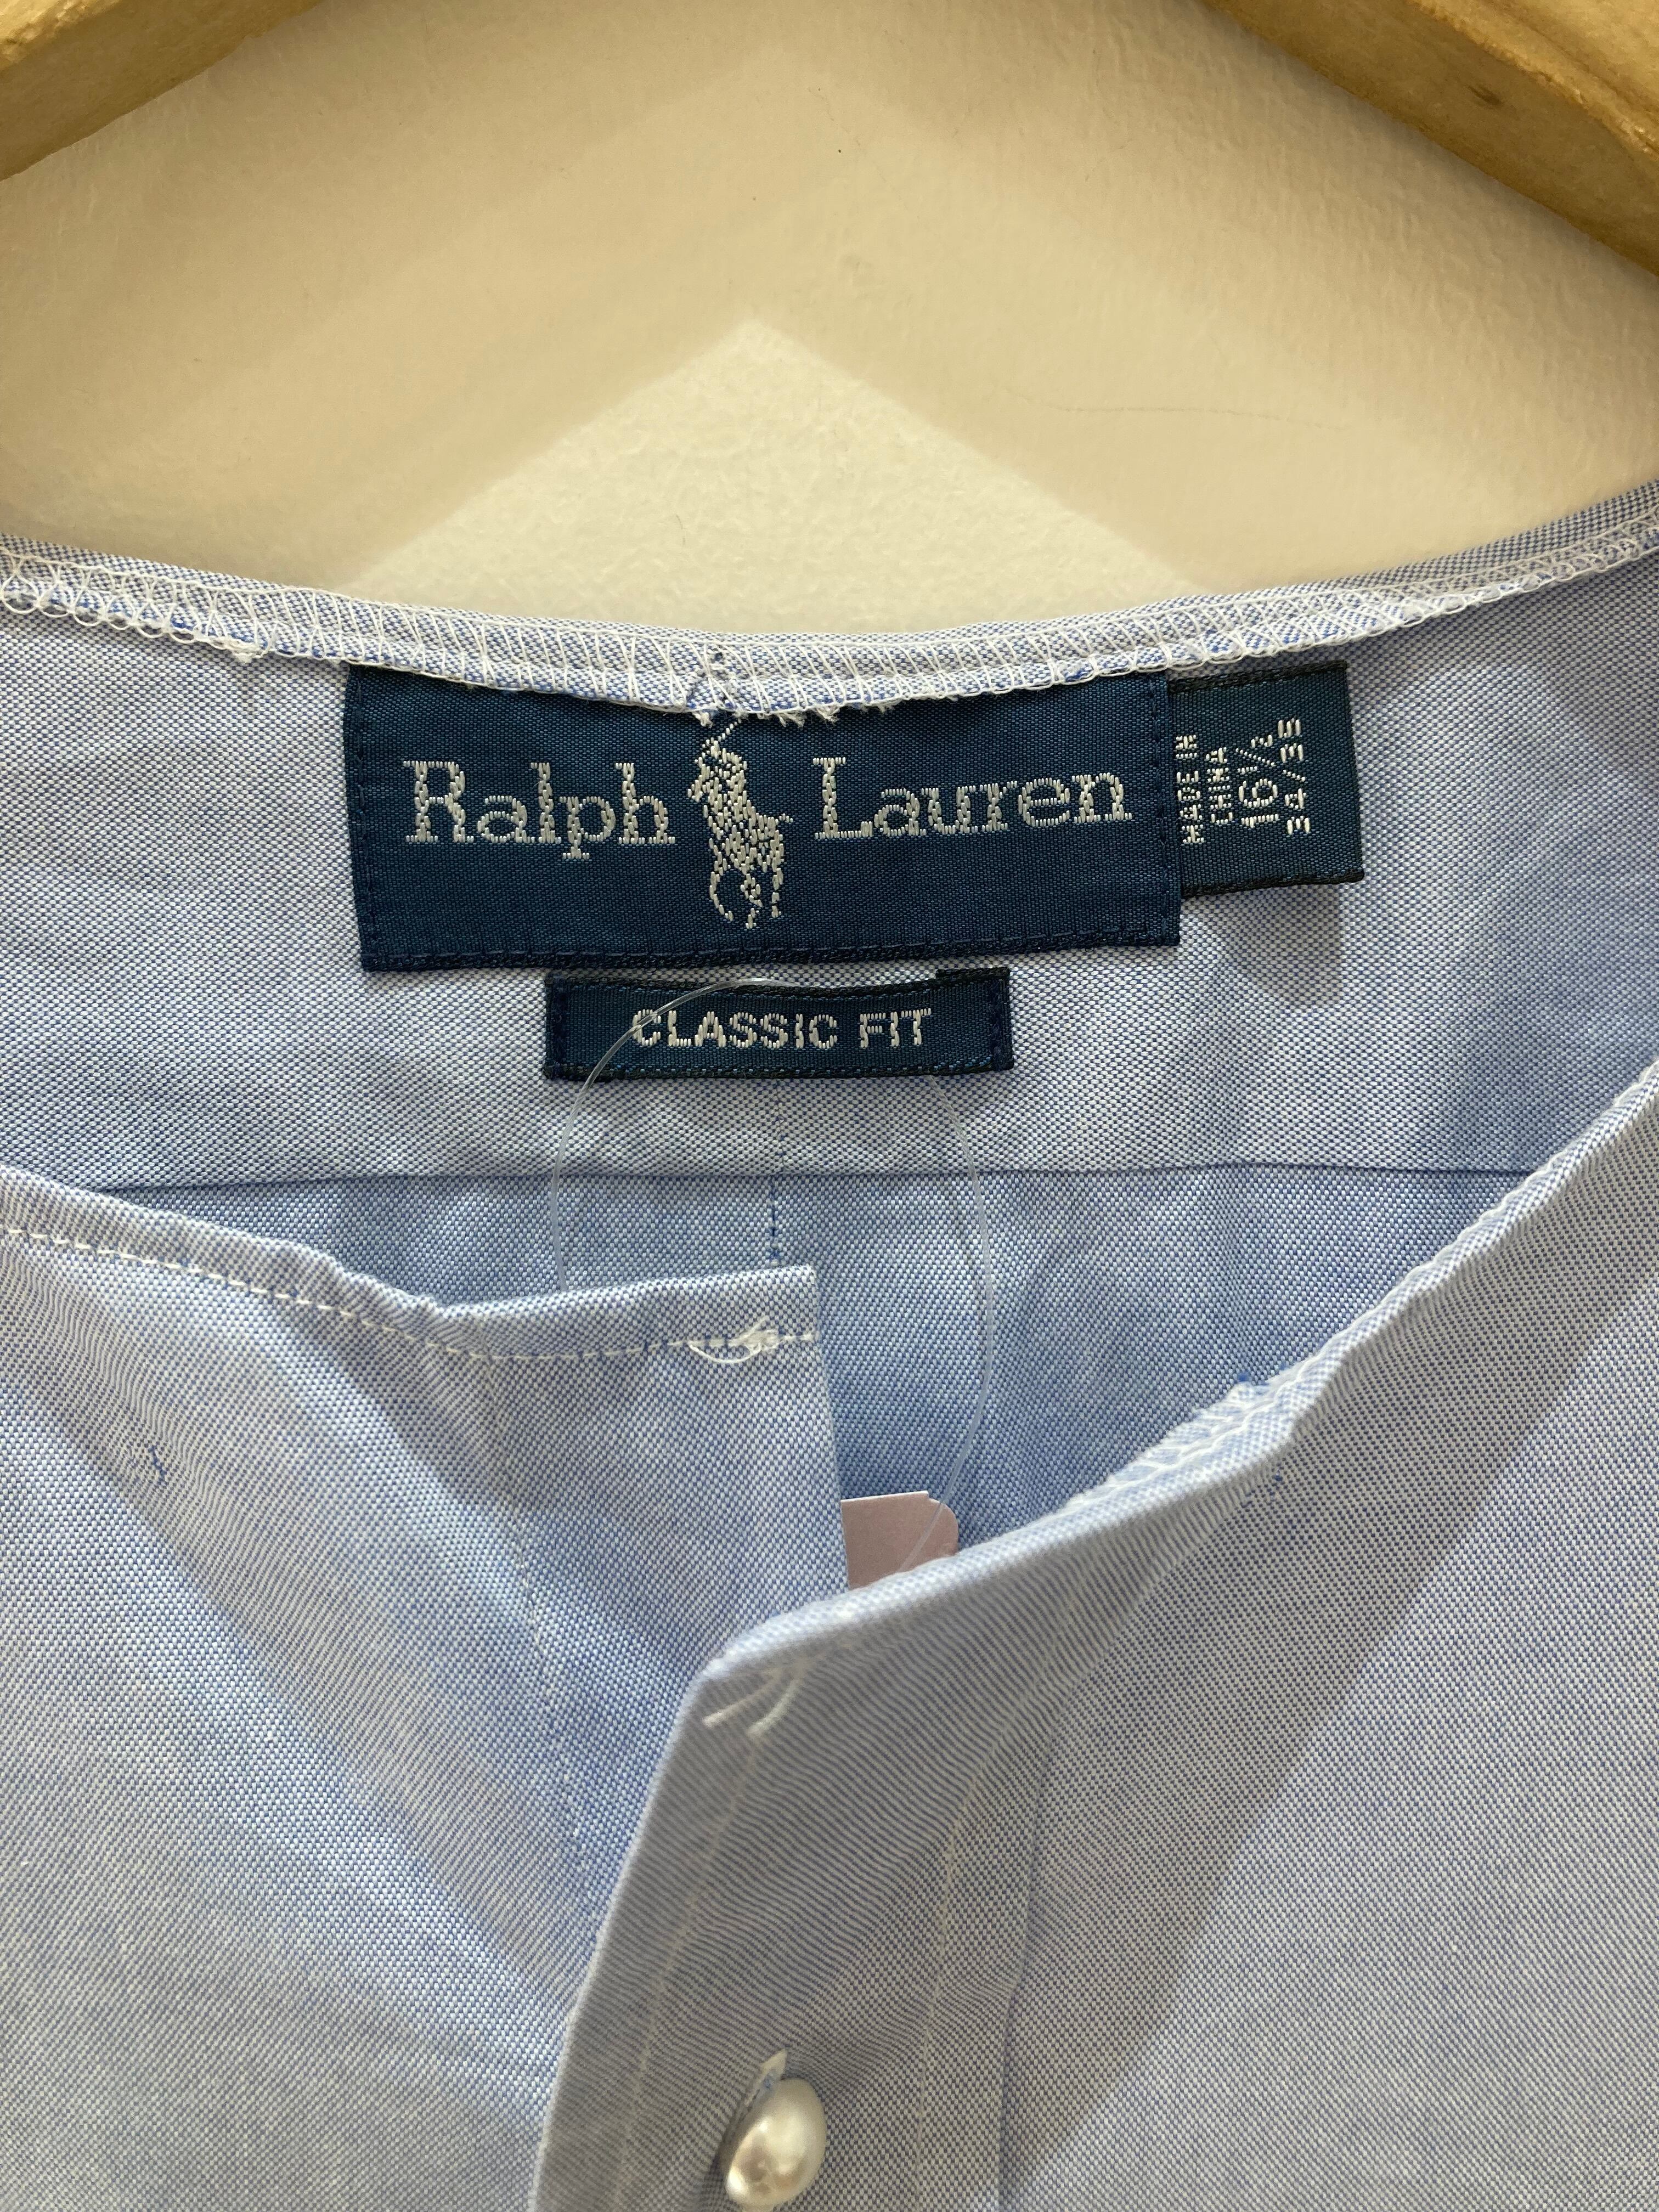 Ralph Lauren
MADE IN
CHINA
16½
34/35
CLASSIC FIT